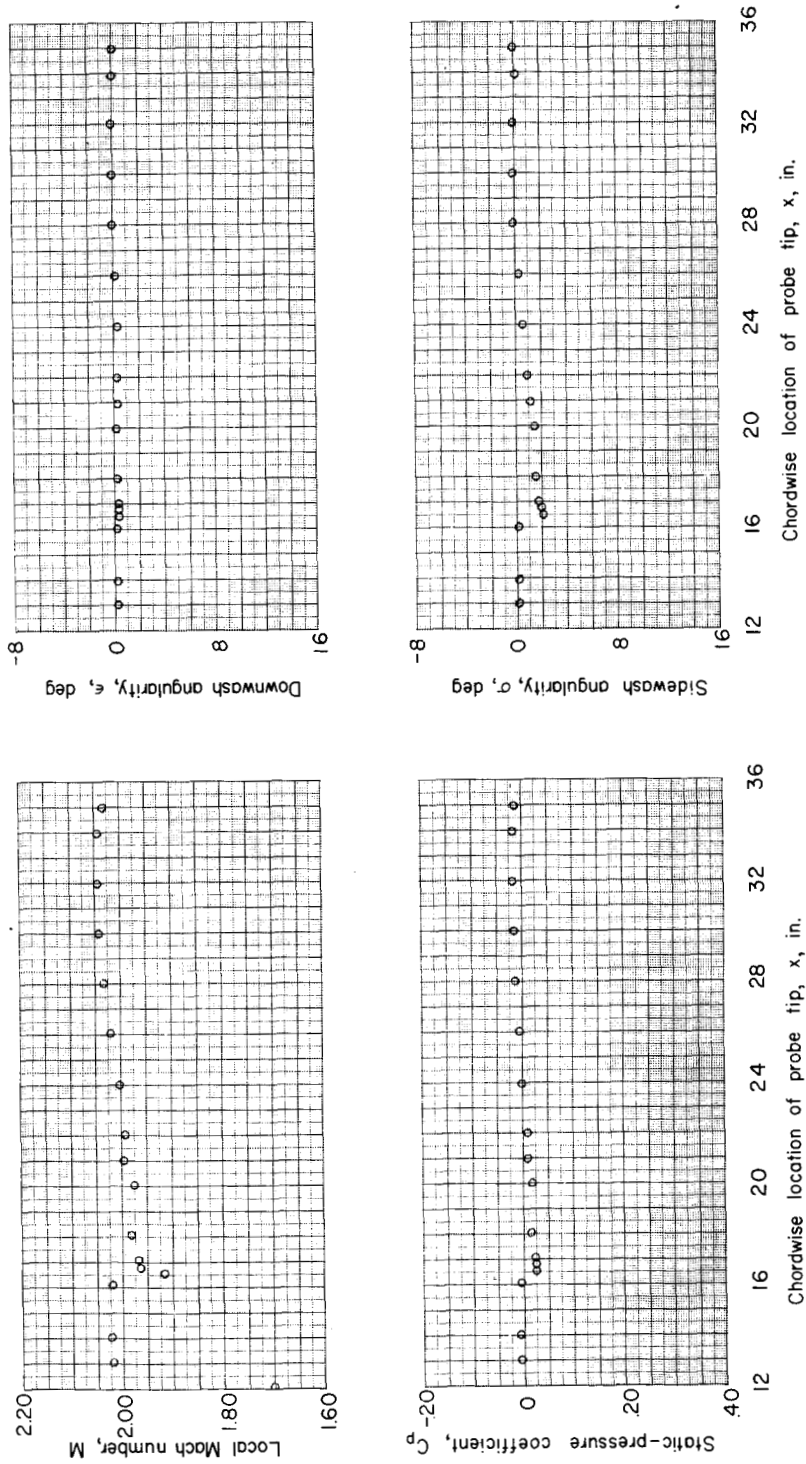 Local Mach number, M
2.20
2.00
1.80
1.60
Downwash angularity, ϵ, deg
-8
0
8
16
Static-pressure
coefficient, Cp
-.20
0
.20
.40
12 16 20 24 28 32 36
Chordwise location of probe tip, x, in.
Sidewash angularity, σ, deg
-8
0
8
16
12 16 20 24 28 32 36
Chordwise location of probe tip, x, in.